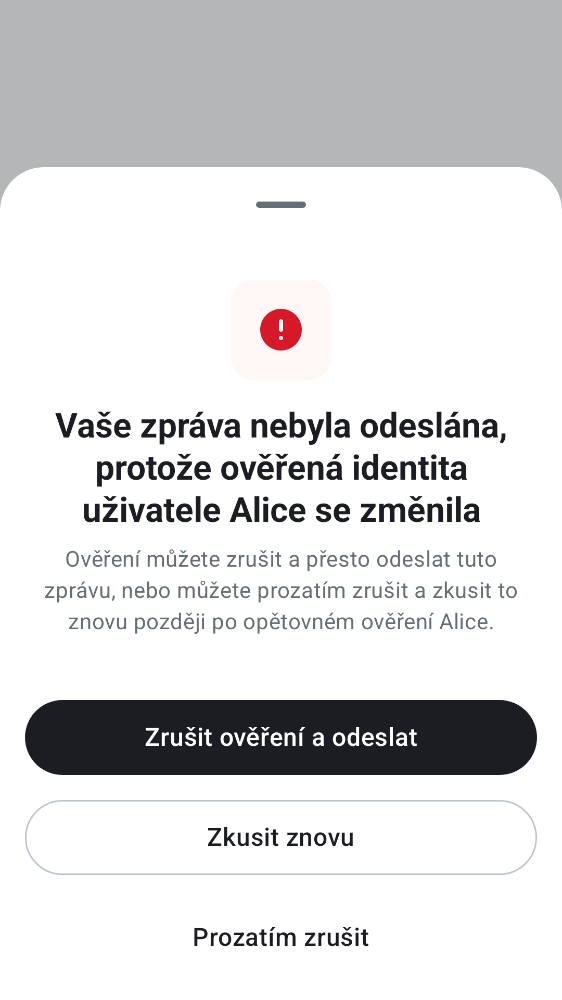 Vaše zpráva nebyla odeslána,
protože ověřená identita
uživatele Alice se změnila
Ověření můžete zrušit a přesto odeslat tuto
zprávu, nebo můžete prozatím zrušit a zkusit to
znovu později po opětovném ověření Alice.
Zrušit ověření a odeslat
Zkusit znovu
Prozatím zrušit